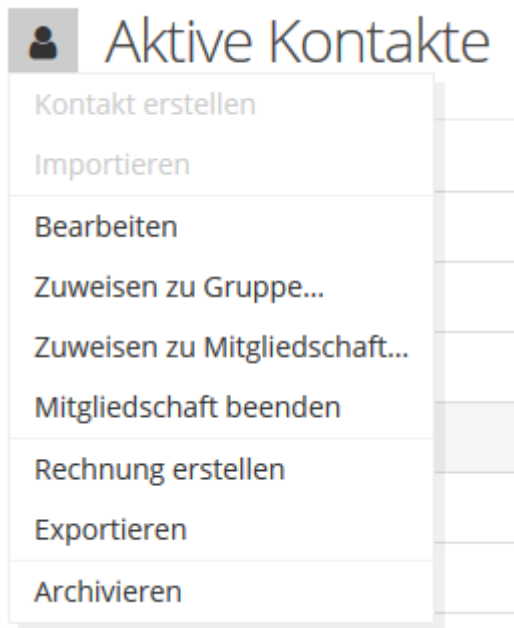 Aktive Kontakte
Kontakt erstellen
Importieren
Bearbeiten
Zuweisen zu Gruppe...
Zuweisen zu Mitgliedschaft...
Mitgliedschaft beenden
Rechnung erstellen
Exportieren
Archivieren